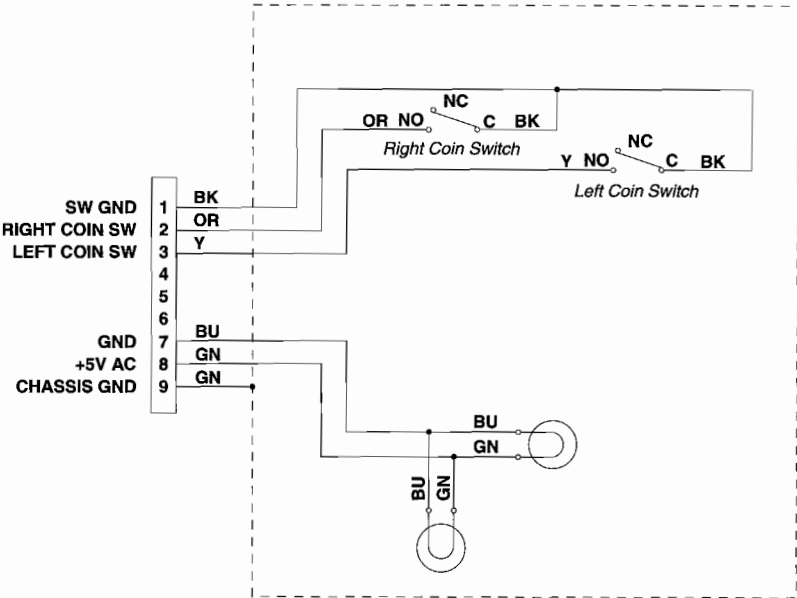 NC
OR NO C BK
Right Coin Switch
NC
Y NO C BK
Left Coin Switch
SW GND 1 BK
RIGHT COIN SW 2 OR
LEFT COIN SW 3 Y
4
5
6
GND 7 BU
+5V AC 8 GN
CHASSIS GND 9 GN
BU
GN
BU
GN